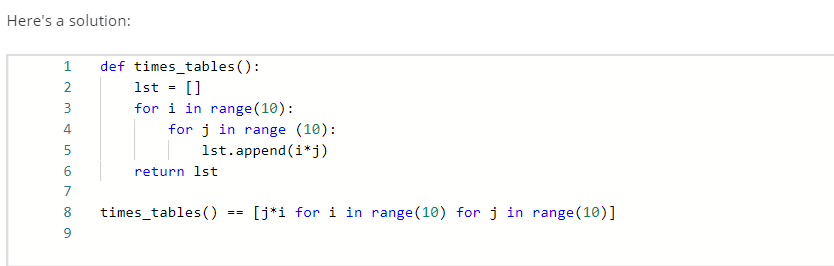 Here's a solution:
1 def times_tables():
2     lst = []
3     for i in range(10):
4         for j in range (10):
5             lst.append(i*j)
6     return lst
7
8 times_tables() == [j*i for i in range(10) for j in range(10)]
9